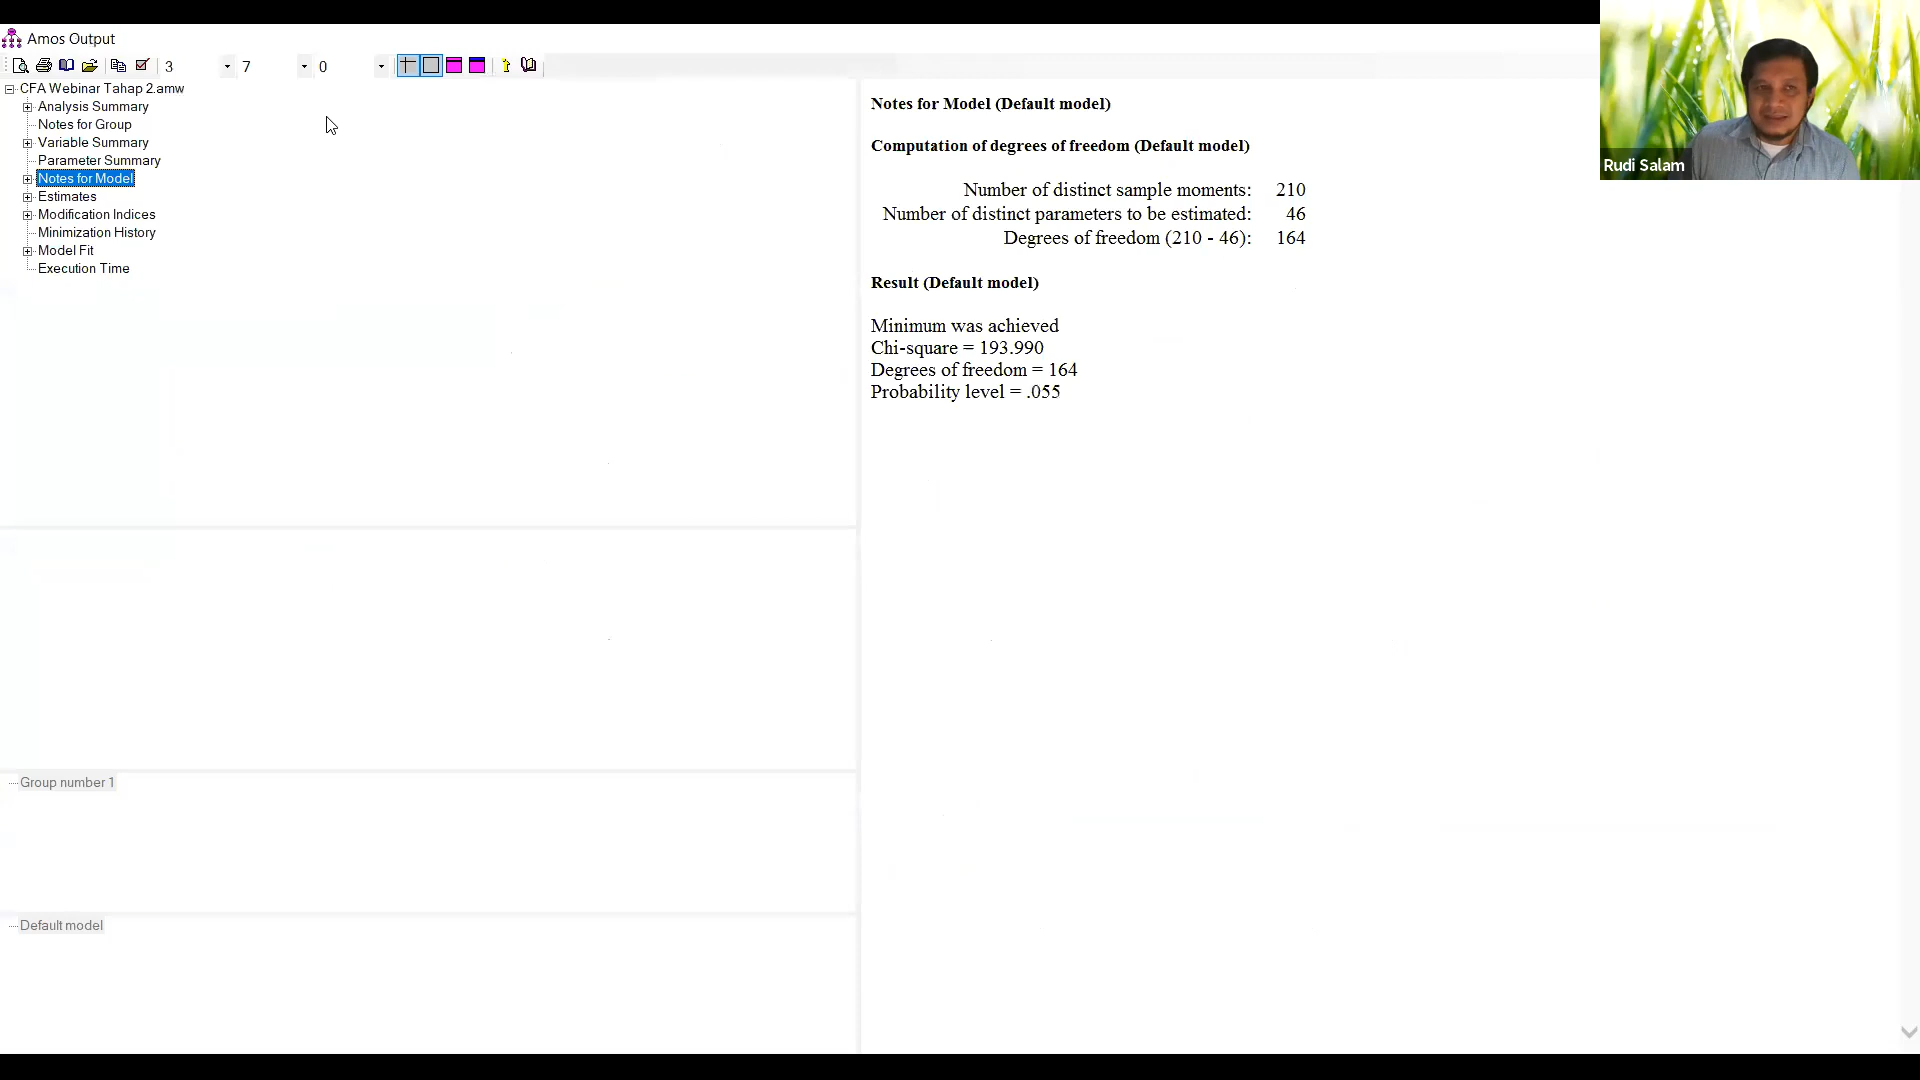 Amos Output
3 7 0
CFA Webinar Tahap 2.amw
Analysis Summary
Notes for Group
Variable Summary
Parameter Summary
Notes for Model
Estimates
Modification Indices
Minimization History
Model Fit
Execution Time
Group number 1
Default model
Notes for Model (Default model)
Computation of degrees of freedom (Default model)
Number of distinct sample moments: 210
Number of distinct parameters to be estimated: 46
Degrees of freedom (210 - 46): 164
Result (Default model)
Minimum was achieved
Chi-square = 193.990
Degrees of freedom = 164
Probability level = .055
Rudi Salam